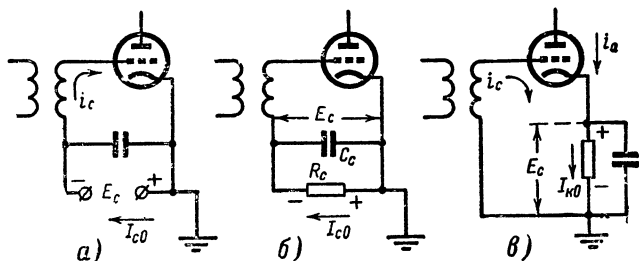 i_c
E_c
I_c0
а)
E_c
C_c
R_c
I_c0
б)
i_a
i_c
E_c
I_к0
в)